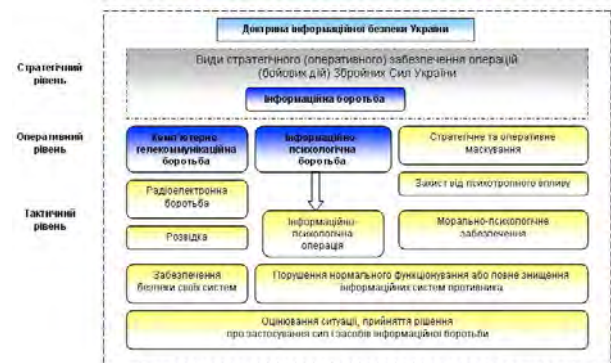 Доктрина інформаційної безпеки України
Стратегічний
рівень
Види стратегічного (оперативного) забезпечення операцій
(бойових дій) Збройних Сил України
Інформаційна боротьба
Оперативний
рівень
Комп'ютерно-
телекомунікаційна
боротьба
Інформаційно-
психологічна
боротьба
Стратегічне та оперативне
маскування
Захист від психотропного впливу
Тактичний
рівень
Радіоелектронна
боротьба
Розвідка
Інформаційно-
психологічна
операція
Морально-психологічне
забезпечення
Забезпечення
безпеки своїх систем
Порушення нормального функціонування або повне знищення
інформаційних систем противника
Оцінювання ситуації, прийняття рішення
про застосування сил і засобів інформаційної боротьби